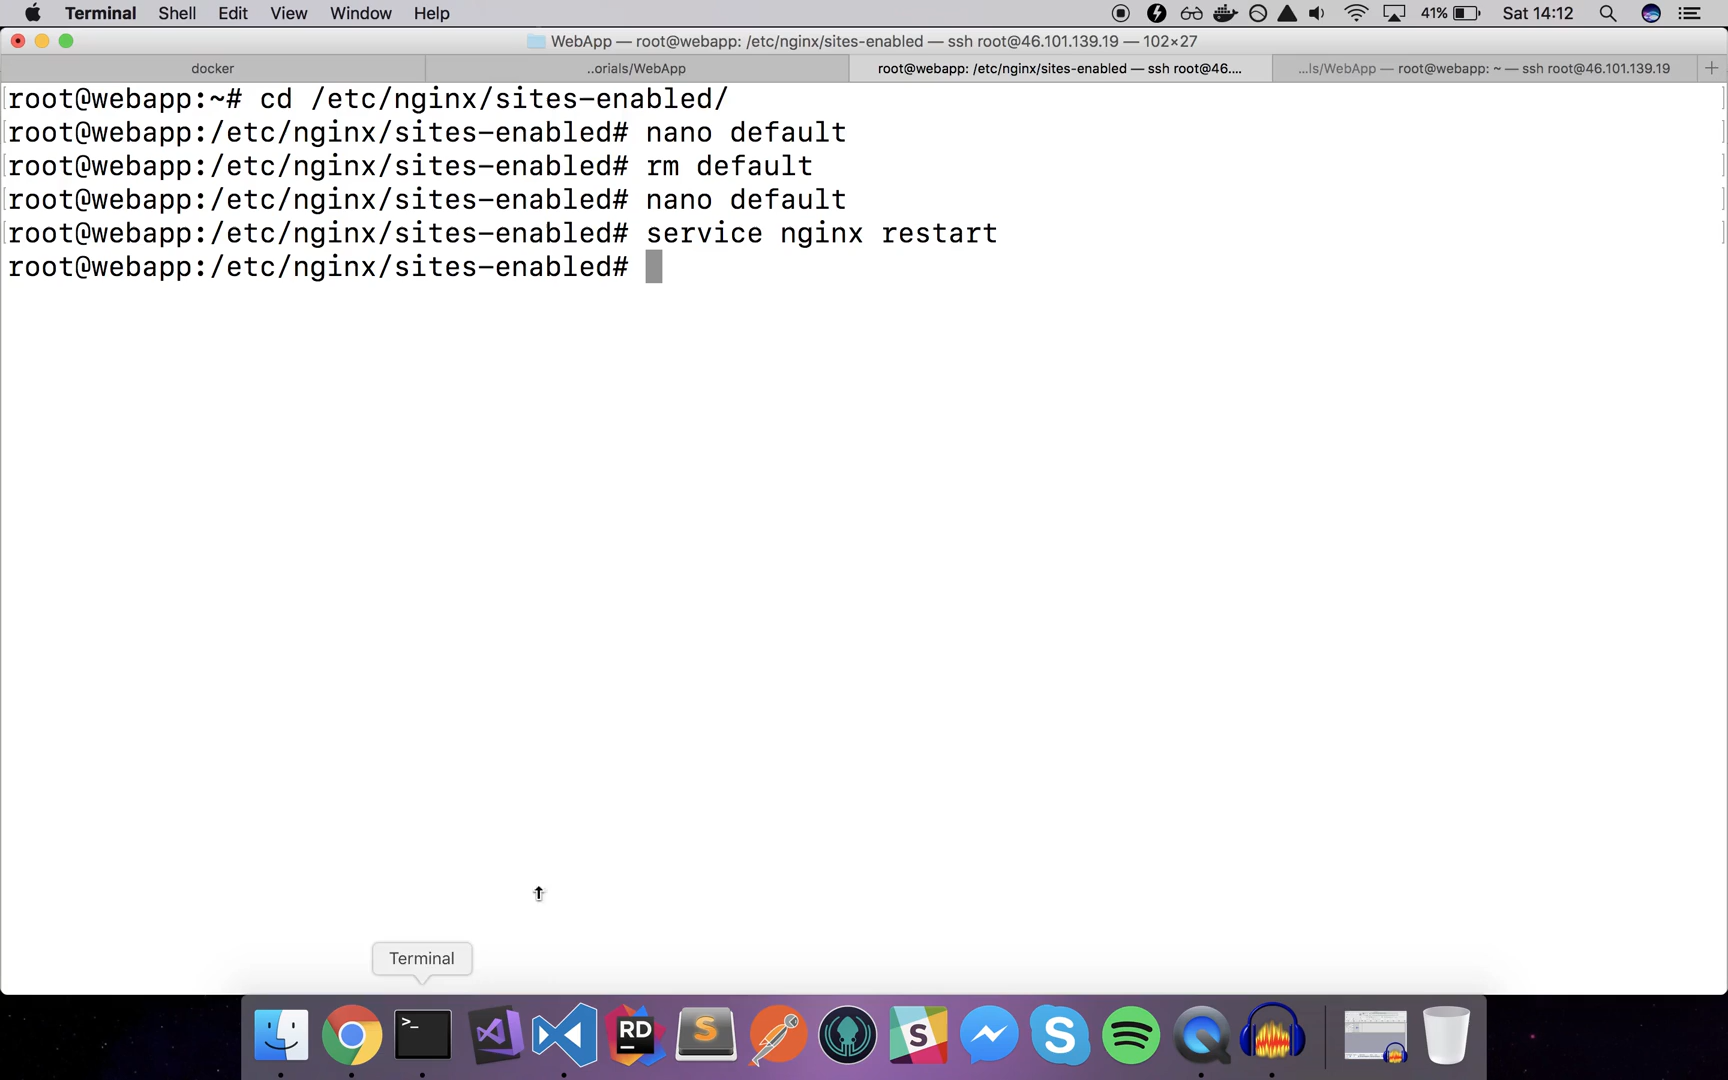 Terminal Shell Edit View Window Help 41% Sat 14:12
WebApp — root@webapp: /etc/nginx/sites-enabled — ssh root@46.101.139.19 — 102×27
docker ..orials/WebApp root@webapp: /etc/nginx/sites-enabled — ssh root@46.... ...ls/WebApp — root@webapp: ~ — ssh root@46.101.139.19 +
root@webapp:~# cd /etc/nginx/sites-enabled/
root@webapp:/etc/nginx/sites-enabled# nano default
root@webapp:/etc/nginx/sites-enabled# rm default
root@webapp:/etc/nginx/sites-enabled# nano default
root@webapp:/etc/nginx/sites-enabled# service nginx restart
root@webapp:/etc/nginx/sites-enabled#
Terminal
>_ RD S S S